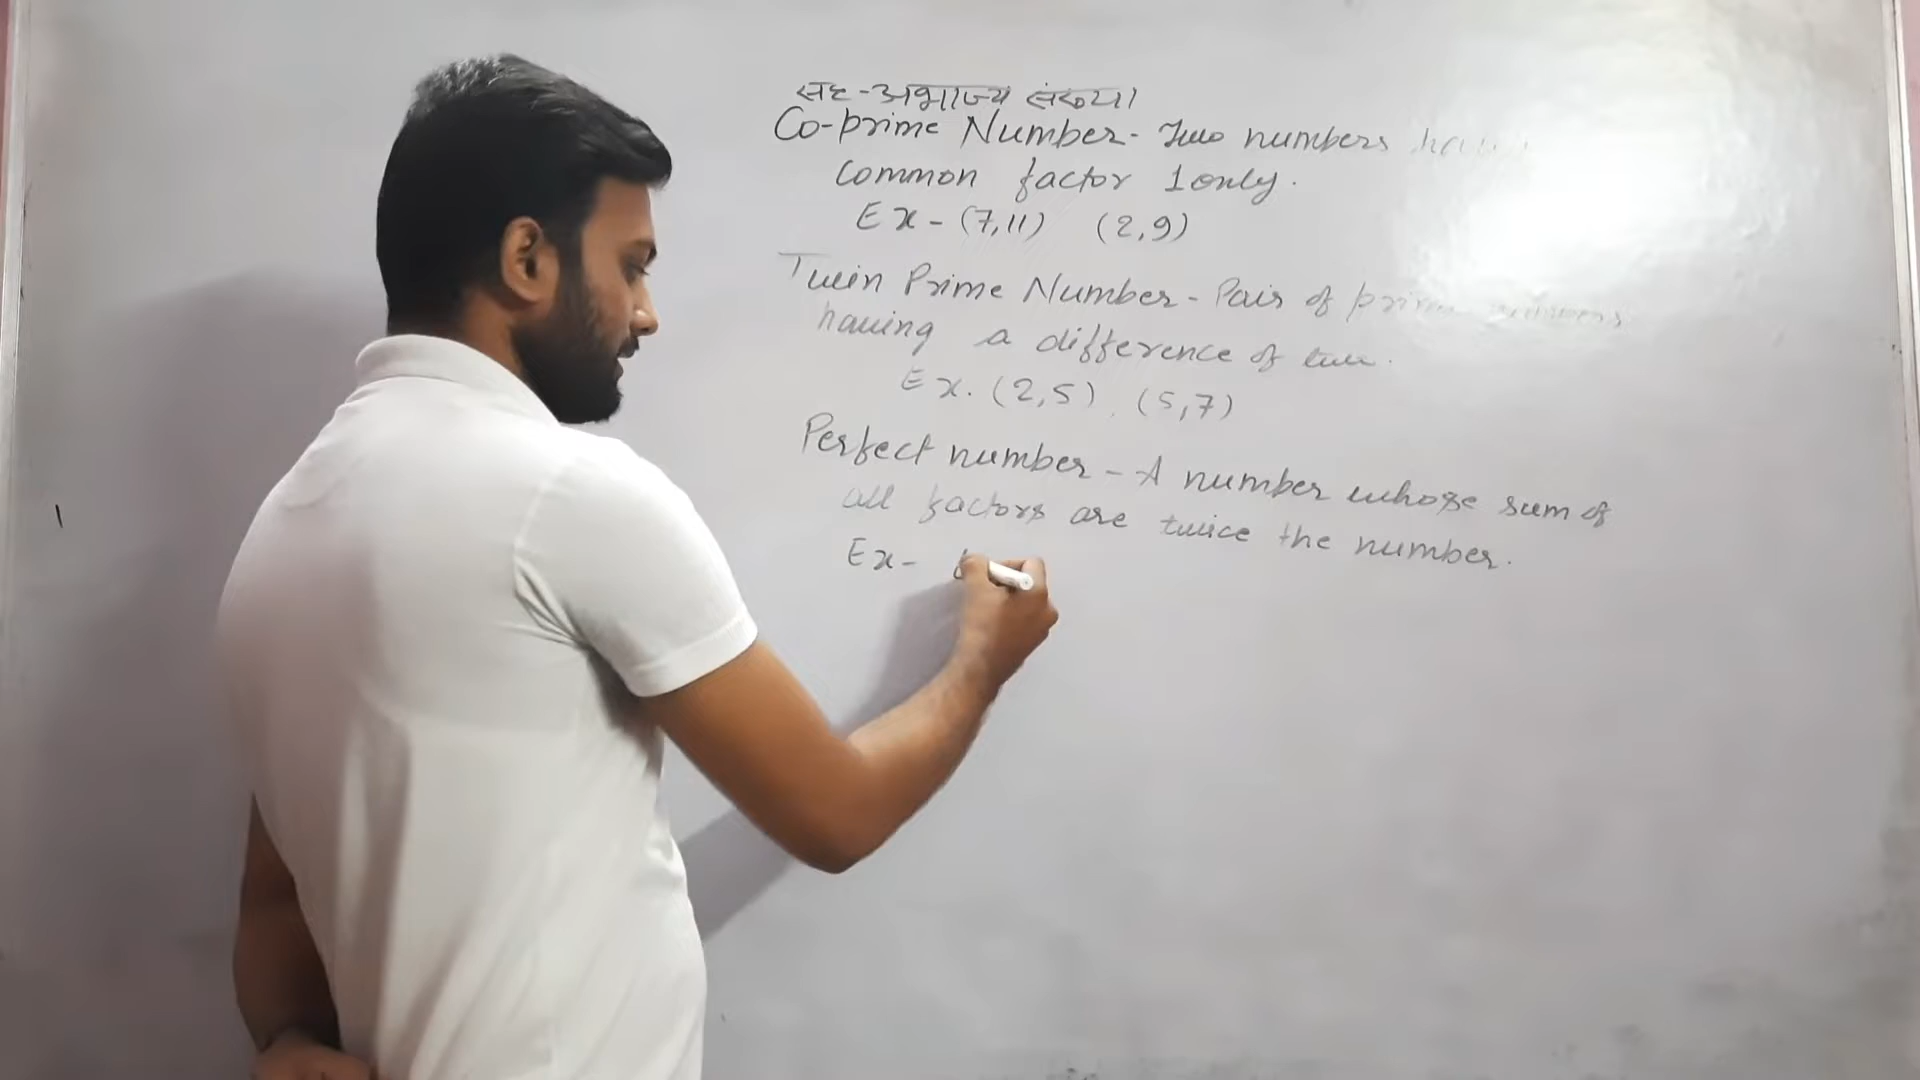 सह-अभाज्य संख्या
Co-prime Number- Two numbers
common factor 1 only.
Ex - (7,11) (2,9)
Twin Prime Number - Pair of prime numbers
having a difference of two.
Ex. (2,5), (5,7)
Perfect number - A number whose sum of
all factors are twice the number.
Ex -